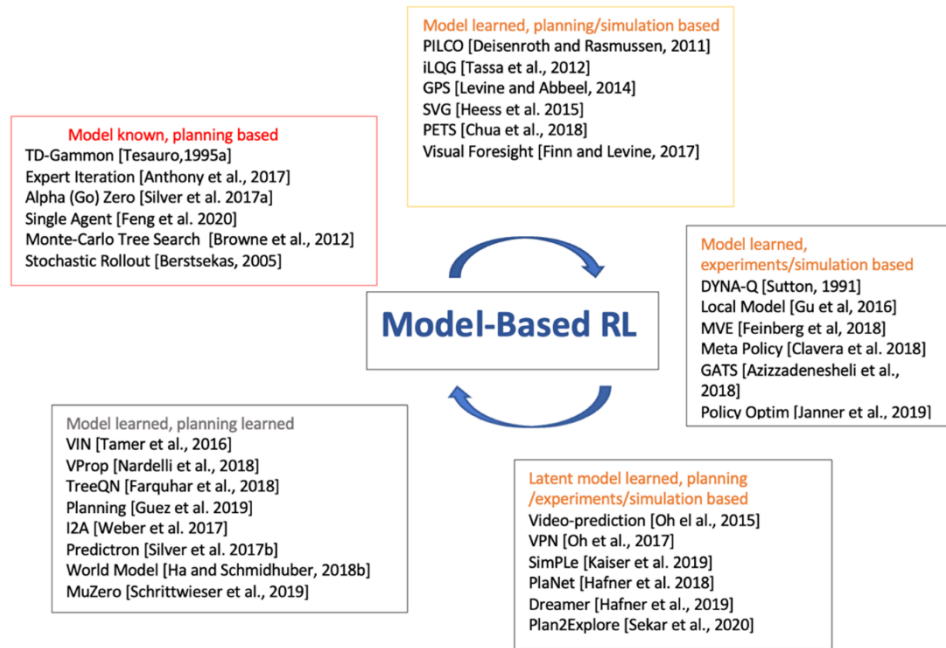 Model learned, planning/simulation based
PILCO [Deisenroth and Rasmussen, 2011]
iLQG [Tassa et al., 2012]
GPS [Levine and Abbeel, 2014]
SVG [Heess et al. 2015]
PETS [Chua et al., 2018]
Visual Foresight [Finn and Levine, 2017]
Model known, planning based
TD-Gammon [Tesauro,1995a]
Expert Iteration [Anthony et al., 2017]
Alpha (Go) Zero [Silver et al. 2017a]
Single Agent [Feng et al. 2020]
Monte-Carlo Tree Search [Browne et al., 2012]
Stochastic Rollout [Berstsekas, 2005]
Model-Based RL
Model learned,
experiments/simulation based
DYNA-Q [Sutton, 1991]
Local Model [Gu et al, 2016]
MVE [Feinberg et al, 2018]
Meta Policy [Clavera et al. 2018]
GATS [Azizzadenesheli et al.,
2018]
Policy Optim [Janner et al., 2019]
Model learned, planning learned
VIN [Tamer et al., 2016]
VProp [Nardelli et al., 2018]
TreeQN [Farquhar et al., 2018]
Planning [Guez et al. 2019]
I2A [Weber et al. 2017]
Predictron [Silver et al. 2017b]
World Model [Ha and Schmidhuber, 2018b]
MuZero [Schrittwieser et al., 2019]
Latent model learned, planning
/experiments/simulation based
Video-prediction [Oh el al., 2015]
VPN [Oh et al., 2017]
SimPLe [Kaiser et al. 2019]
PlaNet [Hafner et al. 2018]
Dreamer [Hafner et al., 2019]
Plan2Explore [Sekar et al., 2020]